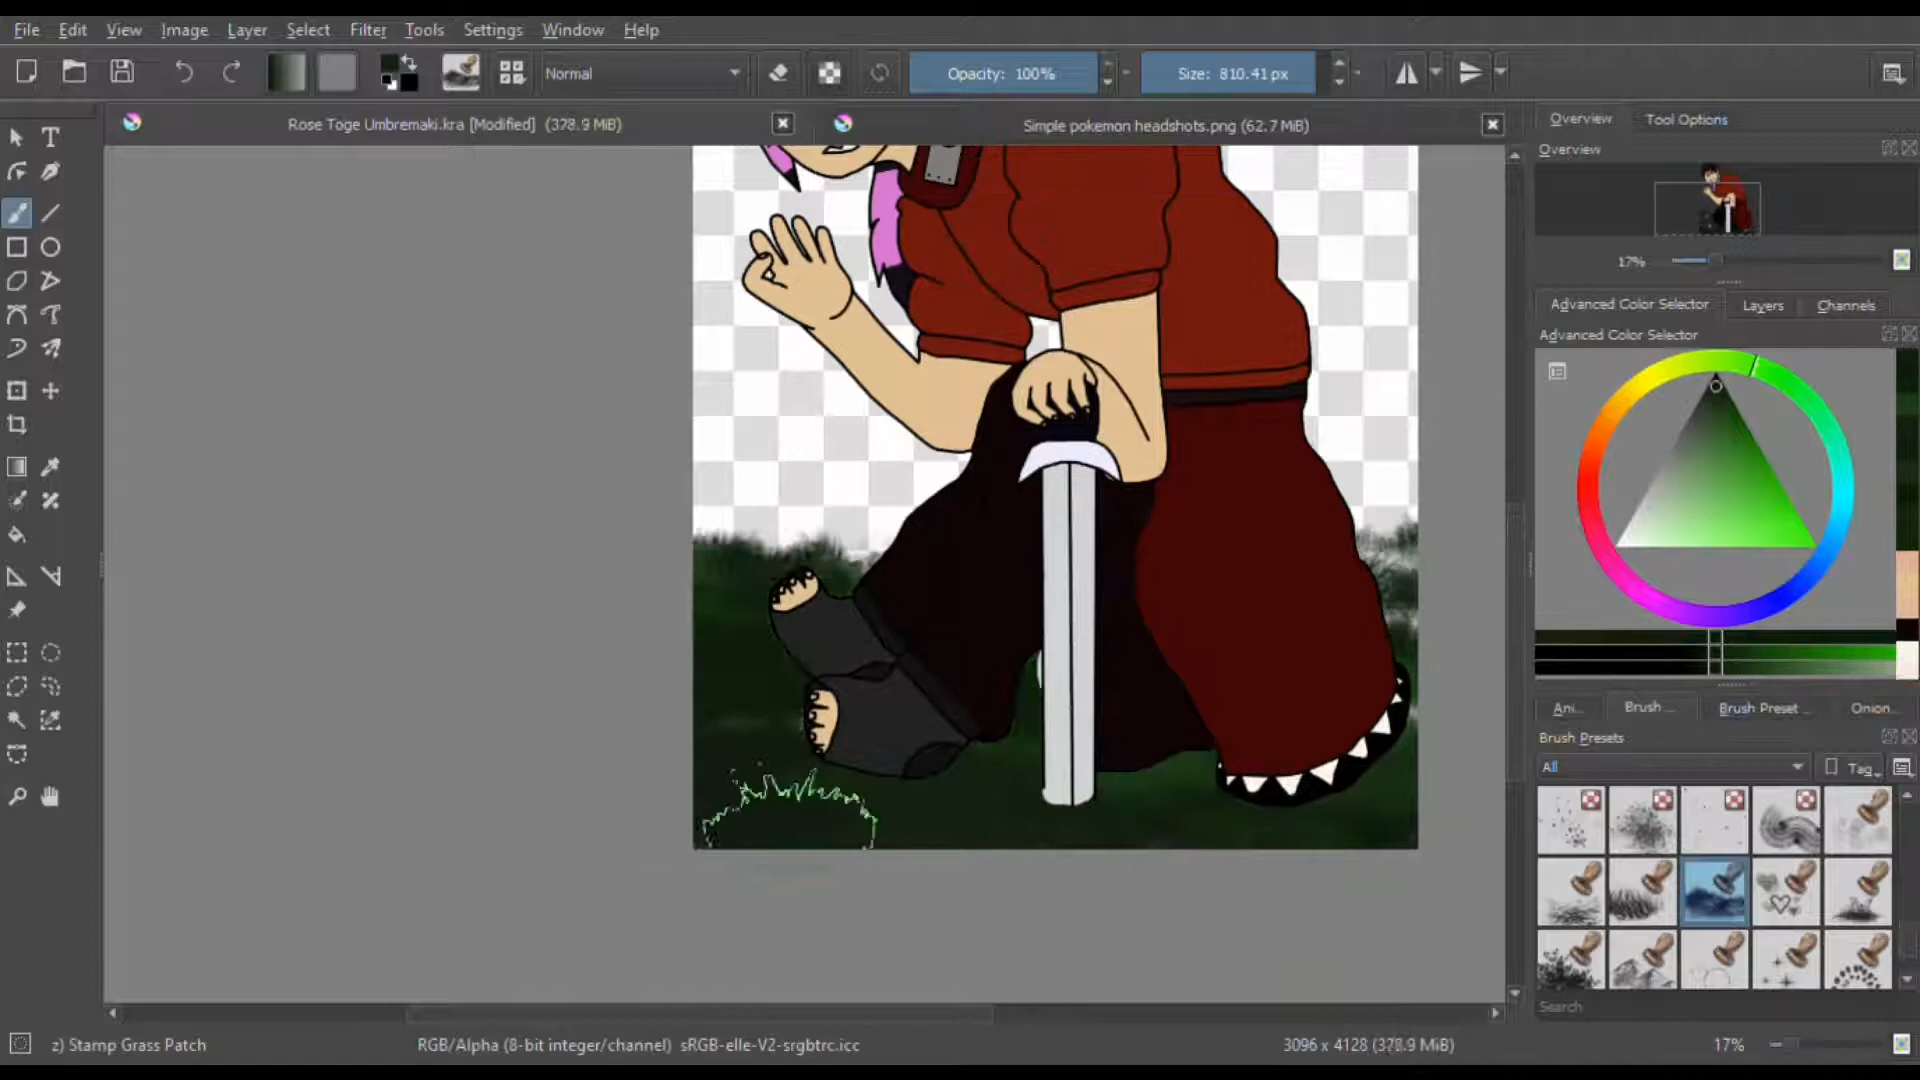 File Edit View Image Layer Select Filter Tools Settings Window Help
Normal Opacity: 100% Size: 810.41 px
Rose Toge Umbremaki.kra [Modified] (378.9 MiB) Simple pokemon headshots.png (62.7 MiB) Overview Tool Options
Overview
17%
Advanced Color Selector Layers Channels
Advanced Color Selector
Ani... Brush ... Brush Preset ... Onion...
Brush Presets
All Tag
Search
z) Stamp Grass Patch RGB/Alpha (8-bit integer/channel) sRGB-elle-V2-srgbtrc.icc 3096 x 4128 (378.9 MiB) 17%